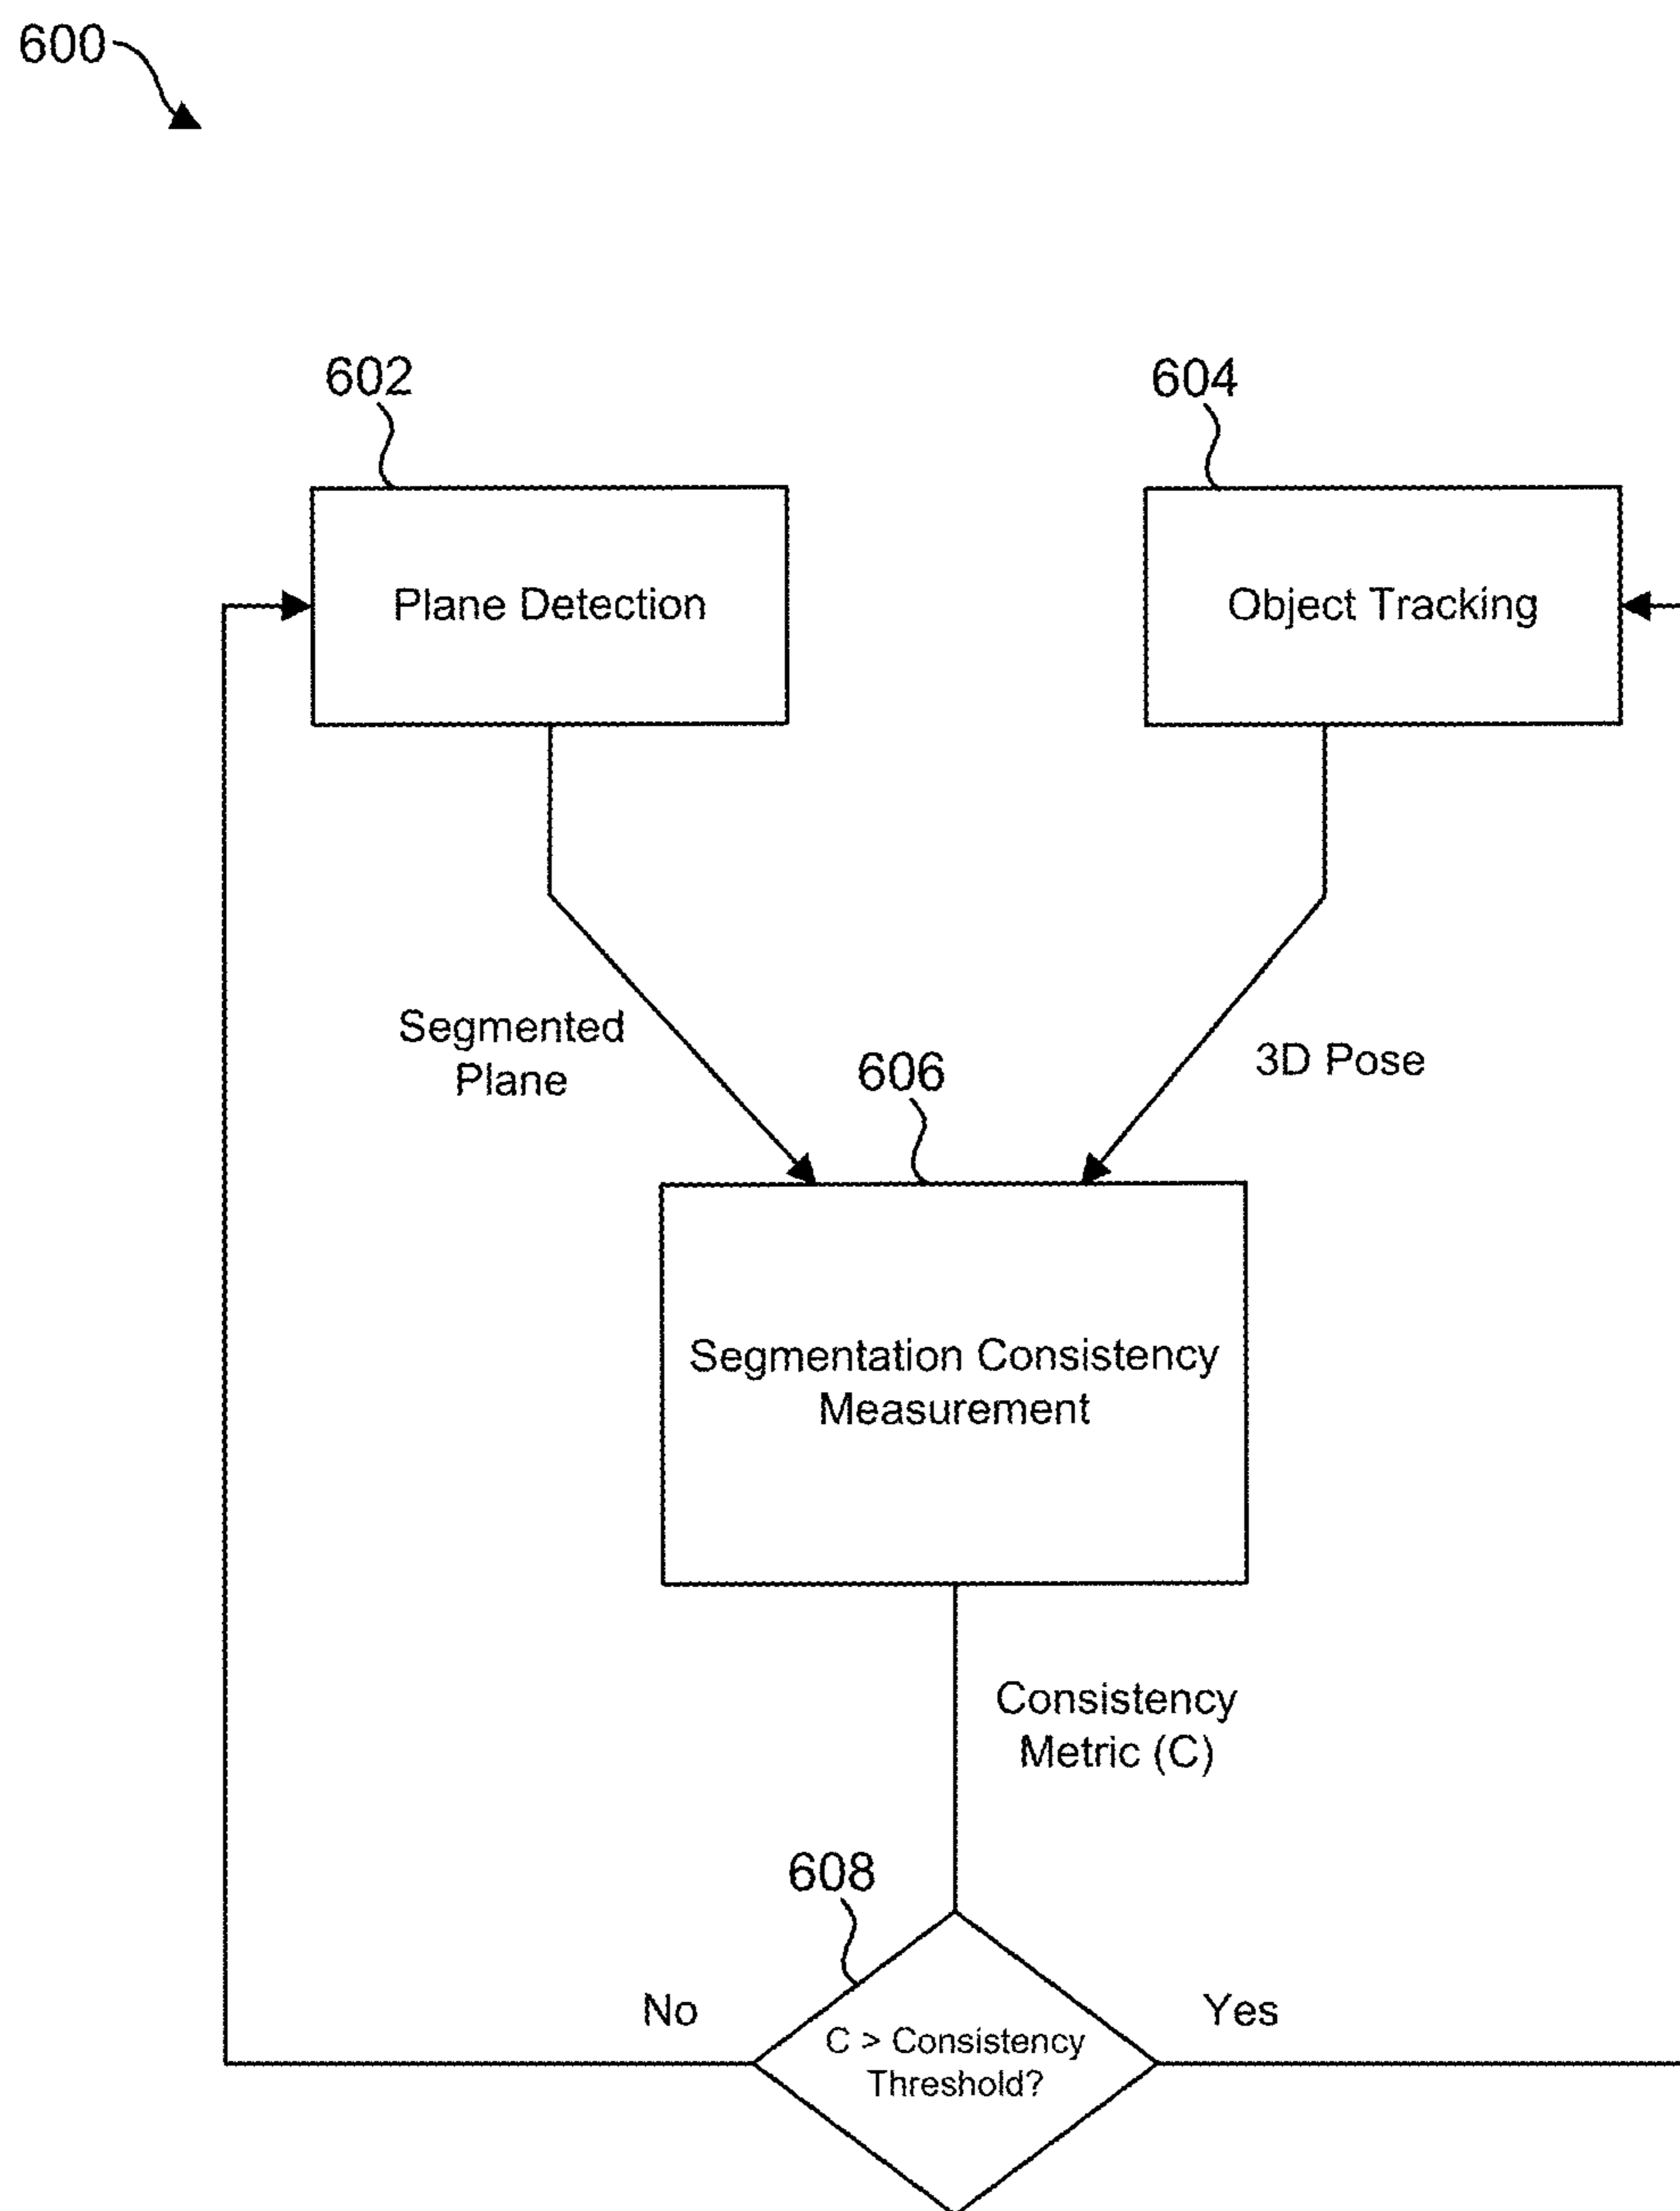 600
602
604
Plane Detection
Object Tracking
Segmented
Plane
3D Pose
606
Segmentation Consistency
Measurement
Consistency
Metric (C)
608
No
Yes
C > Consistency
Threshold?